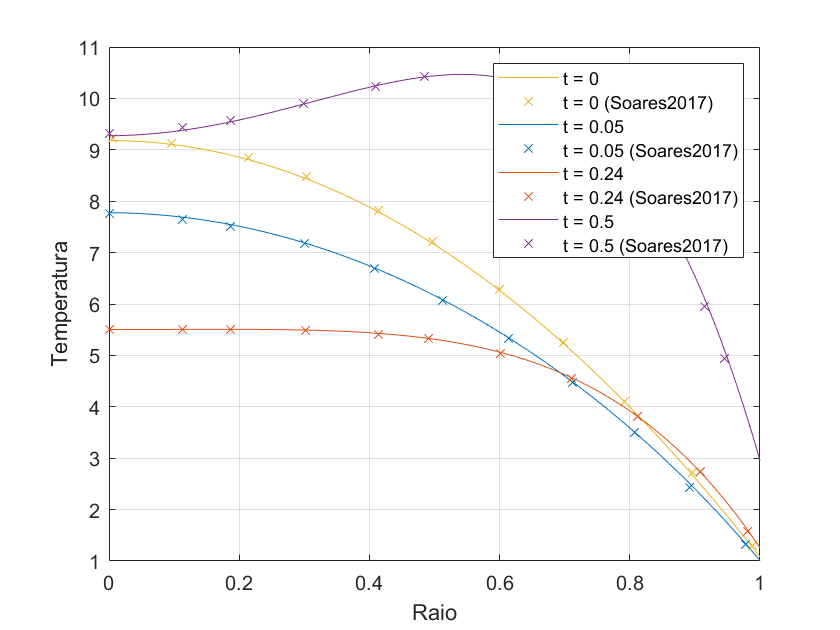 11
10
9
8
7
6
5
4
3
2
1
Temperatura
t = 0
t = 0 (Soares2017)
t = 0.05
t = 0.05 (Soares2017)
t = 0.24
t = 0.24 (Soares2017)
t = 0.5
t = 0.5 (Soares2017)
0 0.2 0.4 0.6 0.8 1
Raio